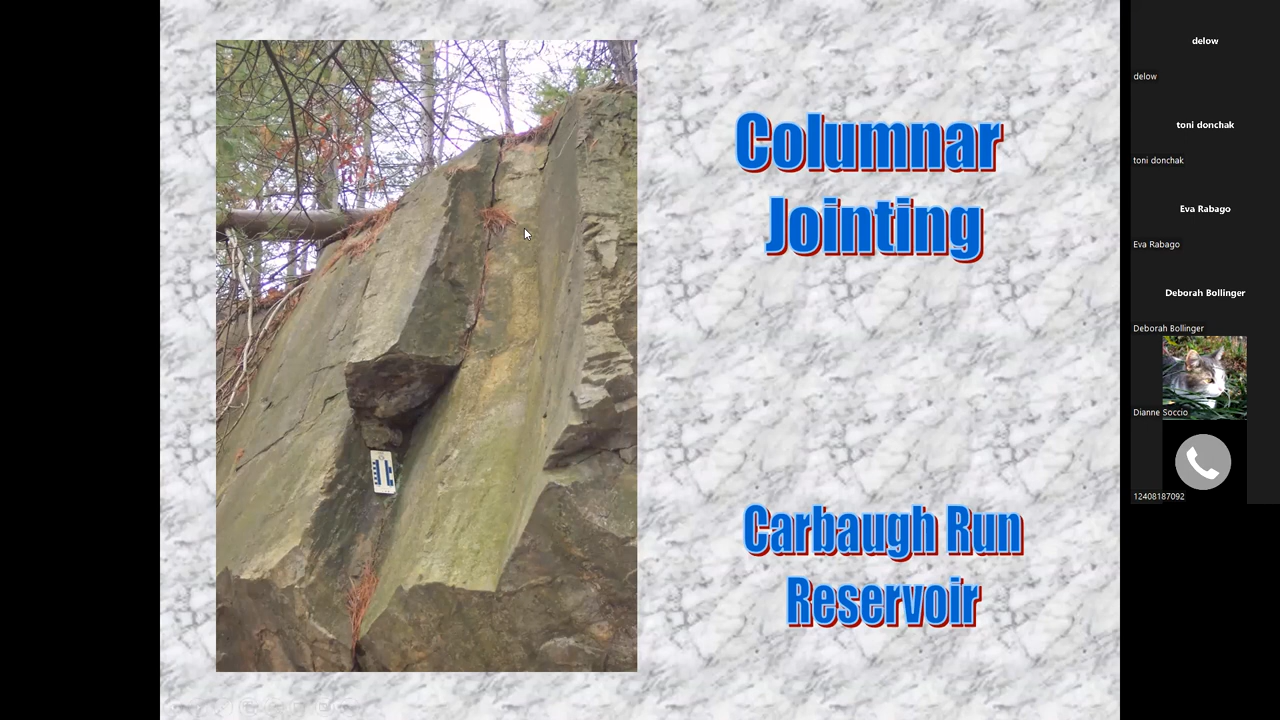 Columnar
Jointing
Carbaugh Run
Reservoir
delow
delow
toni donchak
toni donchak
Eva Rabago
Eva Rabago
Deborah Bollinger
Deborah Bollinger
Dianne Soccio
12408187092